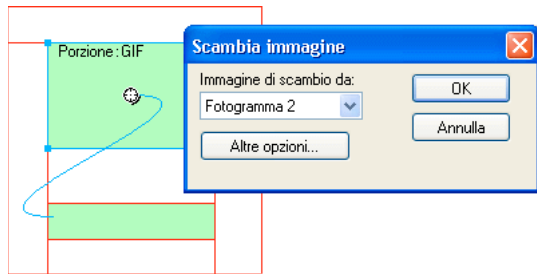 Porzione: GIF
Scambia immagine
Immagine di scambio da:
Fotogramma 2
Altre opzioni...
OK
Annulla